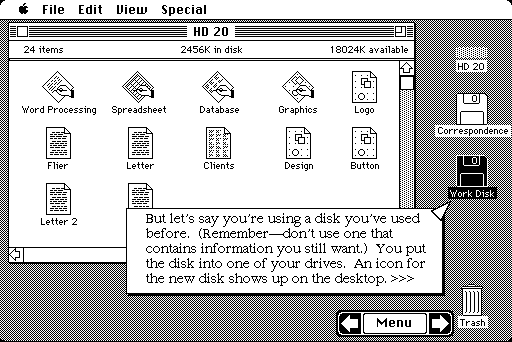 File Edit View Special
HD 20
24 items 2456K in disk 18024K available
HD 20
Word Processing Spreadsheet Database Graphics Logo
Correspondence
Flier Letter Clients Design Button
Work Disk
Letter 2
But let's say you're using a disk you've used
before. (Remember—don't use one that
contains information you still want.) You put
the disk into one of your drives. An icon for
the new disk shows up on the desktop. >>>
Menu
Trash